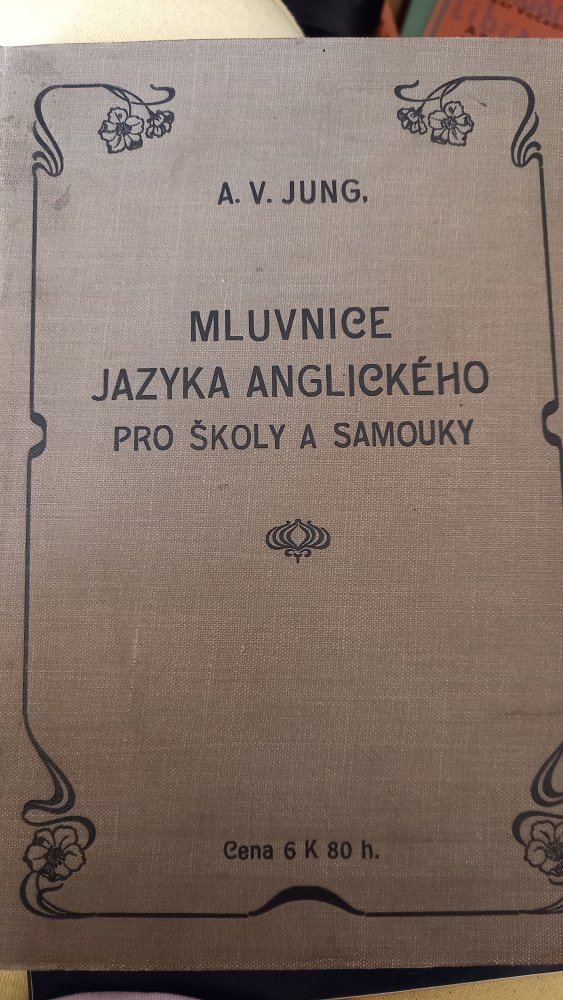 A. V. JUNG,
MLUVNICE
JAZYKA ANGLICKÉHO
PRO ŠKOLY A SAMOUKY
Cena 6 K 80 h.